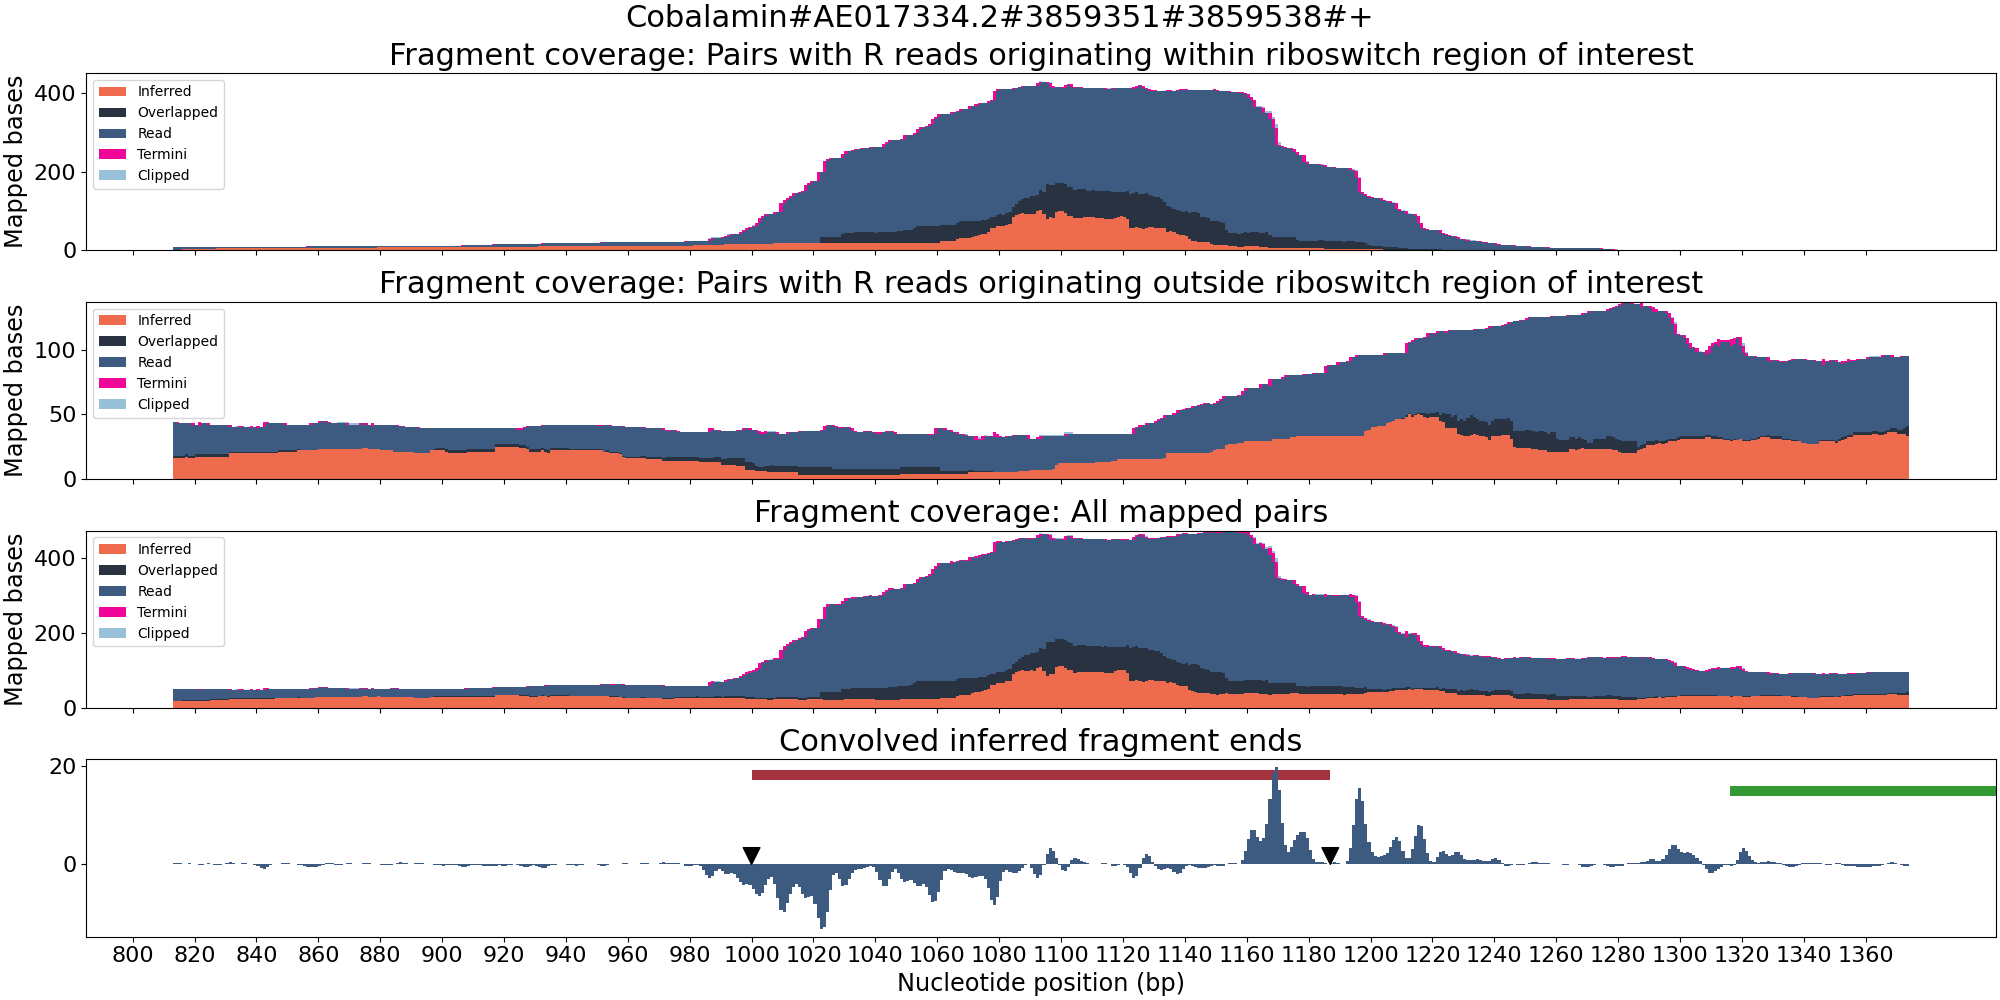 Cobalamin#AE017334.2#3859351#3859538#+
Fragment coverage: Pairs with R reads originating within riboswitch region of interest
Mapped bases
400
200
0
Inferred
Overlapped
Read
Termini
Clipped
Fragment coverage: Pairs with R reads originating outside riboswitch region of interest
Mapped bases
100
50
0
Inferred
Overlapped
Read
Termini
Clipped
Fragment coverage: All mapped pairs
Mapped bases
400
200
0
Inferred
Overlapped
Read
Termini
Clipped
Convolved inferred fragment ends
20
0
800 820 840 860 880 900 920 940 960 980 1000 1020 1040 1060 1080 1100 1120 1140 1160 1180 1200 1220 1240 1260 1280 1300 1320 1340 1360
Nucleotide position (bp)